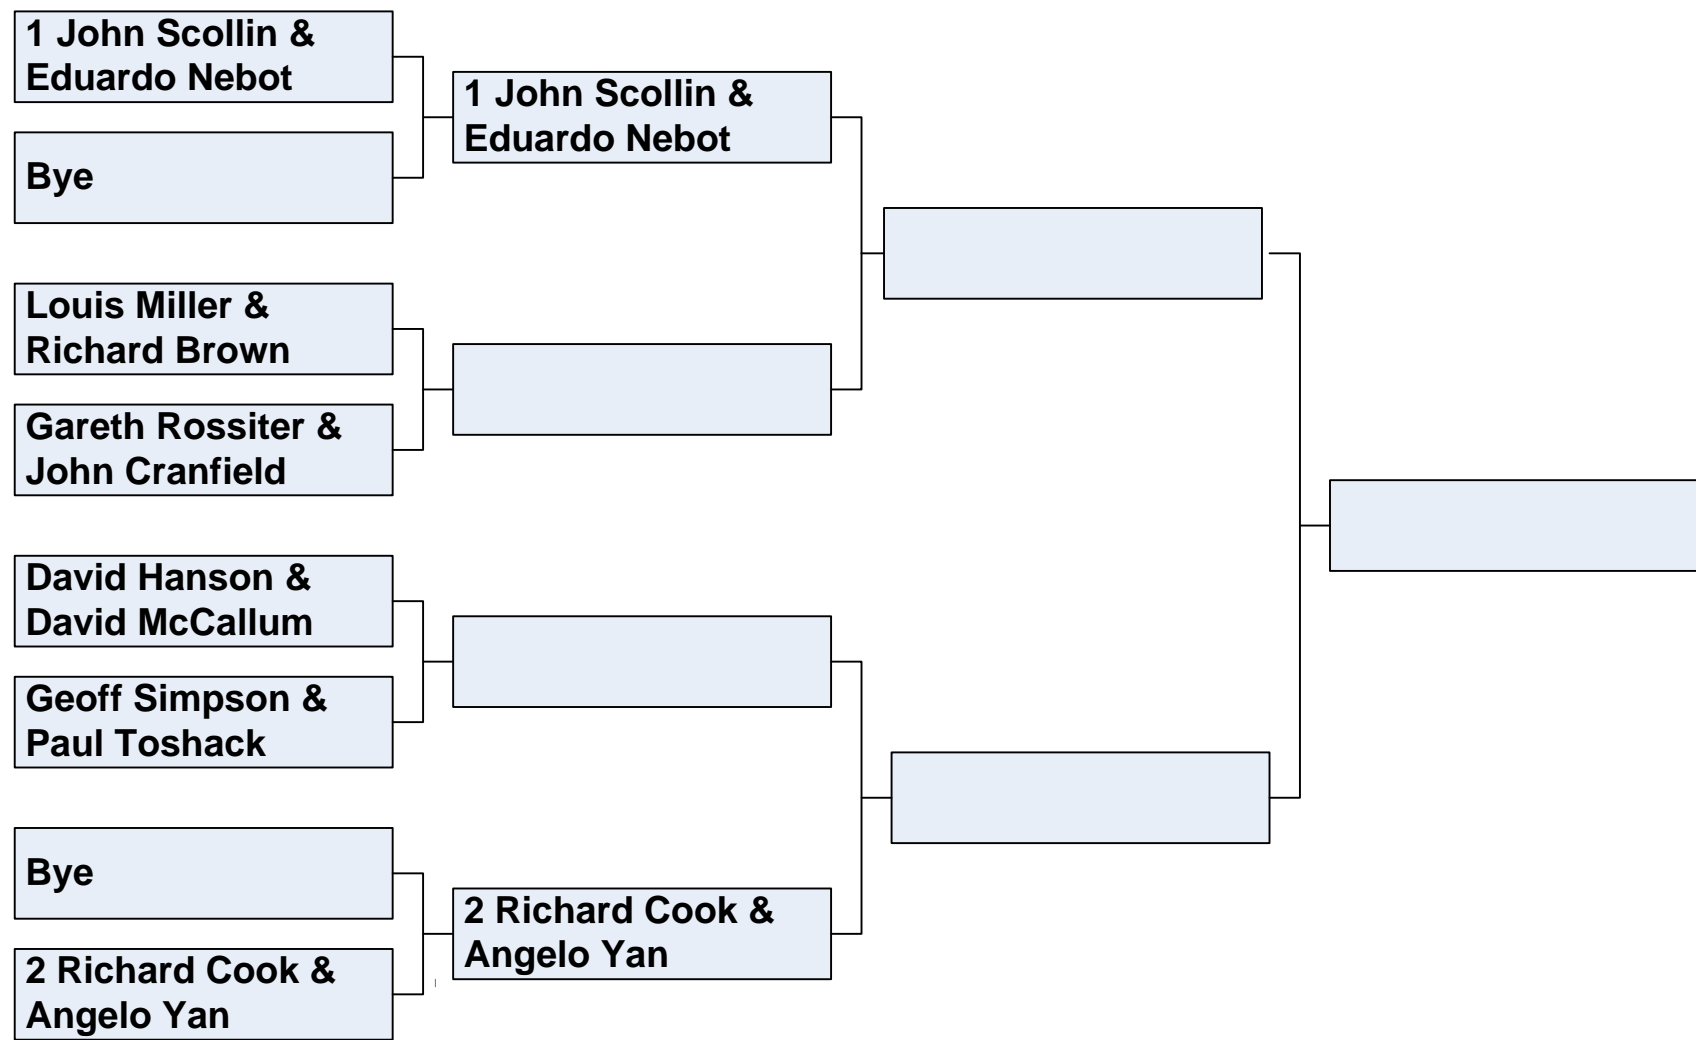 1 John Scollin &
Eduardo Nebot
Bye
Louis Miller &
Richard Brown
Gareth Rossiter &
John Cranfield
David Hanson &
David McCallum
Geoff Simpson &
Paul Toshack
Bye
2 Richard Cook &
Angelo Yan
1 John Scollin &
Eduardo Nebot
2 Richard Cook &
Angelo Yan